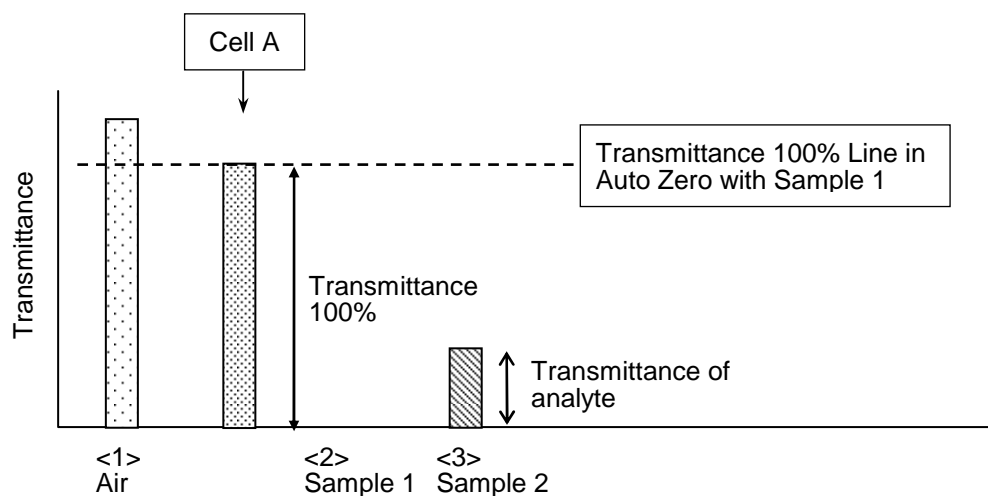 Cell A
Transmittance 100% Line in
Auto Zero with Sample 1
Transmittance
Transmittance
100%
Transmittance of
analyte
<1>
Air
<2>
Sample 1
<3>
Sample 2